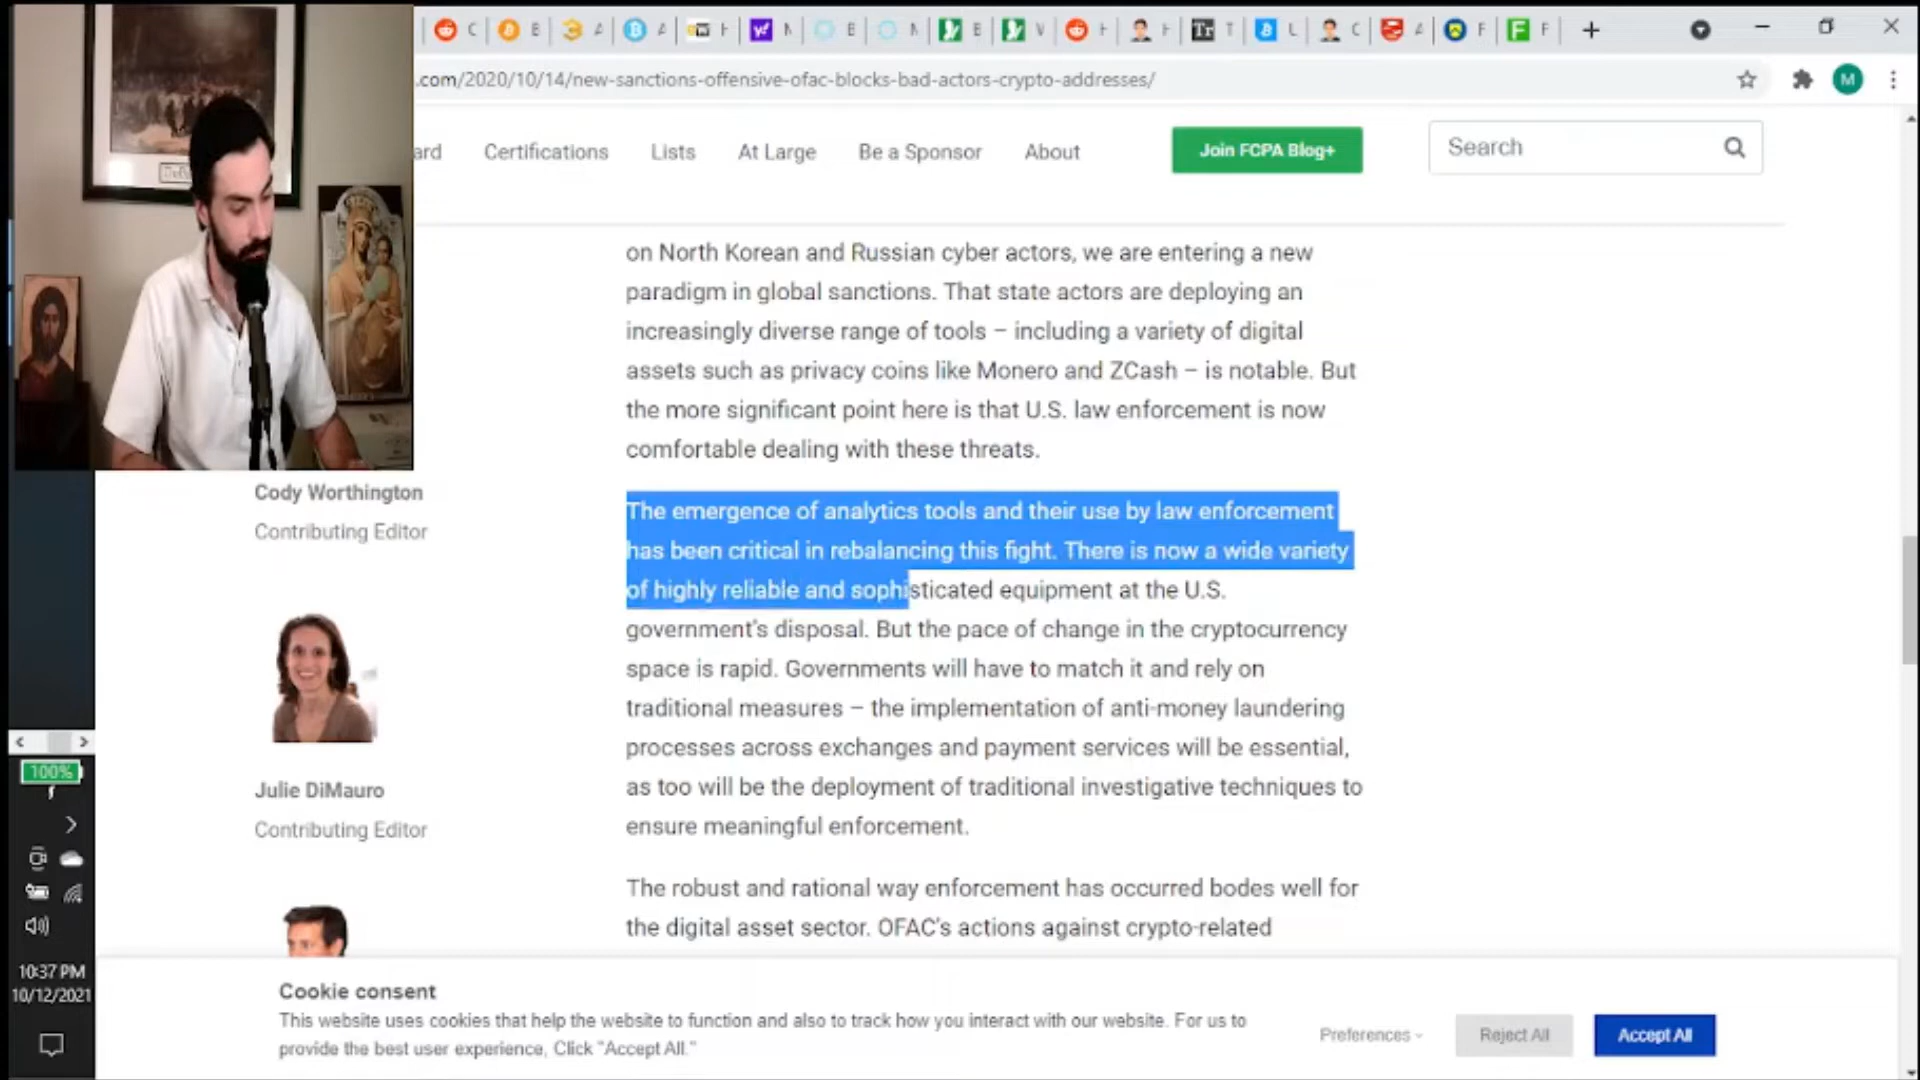 .com/2020/10/14/new-sanctions-offensive-ofac-blocks-bad-actors-crypto-addresses/
M
ard Certifications Lists At Large Be a Sponsor About Join FCPA Blog+ Search
on North Korean and Russian cyber actors, we are entering a new
paradigm in global sanctions. That state actors are deploying an
increasingly diverse range of tools – including a variety of digital
assets such as privacy coins like Monero and ZCash – is notable. But
the more significant point here is that U.S. law enforcement is now
comfortable dealing with these threats.
Cody Worthington
Contributing Editor
The emergence of analytics tools and their use by law enforcement
has been critical in rebalancing this fight. There is now a wide variety
of highly reliable and sophisticated equipment at the U.S.
government's disposal. But the pace of change in the cryptocurrency
space is rapid. Governments will have to match it and rely on
traditional measures – the implementation of anti-money laundering
processes across exchanges and payment services will be essential,
as too will be the deployment of traditional investigative techniques to
ensure meaningful enforcement.
Julie DiMauro
Contributing Editor
The robust and rational way enforcement has occurred bodes well for
the digital asset sector. OFAC's actions against crypto-related
100%
10:37 PM
10/12/2021
Cookie consent
This website uses cookies that help the website to function and also to track how you interact with our website. For us to
provide the best user experience, Click "Accept All."
Preferences
Reject All
Accept All